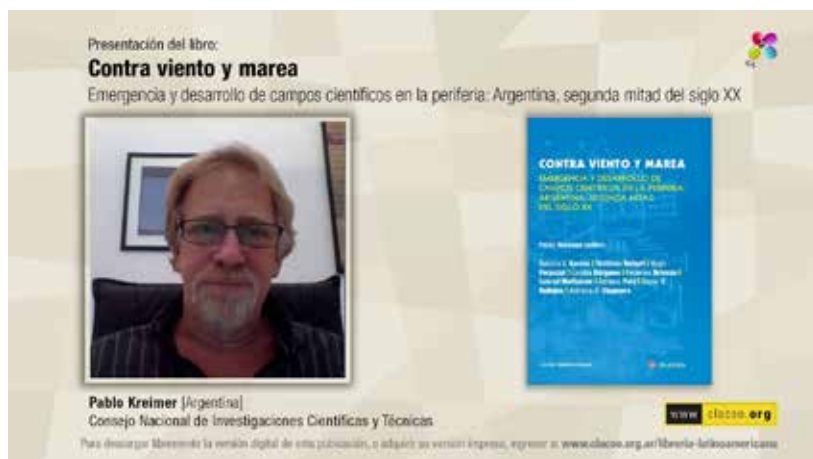 Presentación del libro:
Contra viento y marea
Emergencia y desarrollo de campos científicos en la periferia: Argentina, segunda mitad del siglo XX
CONTRA VIENTO Y MAREA
EMERGENCIA Y DESARROLLO DE
CAMPOS CIENTÍFICOS EN LA PERIFERIA
ARGENTINA, SEGUNDA MITAD
DEL SIGLO XX
Pablo Kreimer
Pablo Kreimer [Argentina]
Consejo Nacional de Investigaciones Científicas y Técnicas
www clacso.org
Para descargar libremente la versión digital de esta publicación, o adquirir su versión impresa, ingresar a: www.clacso.org.ar/libreria-latinoamericana